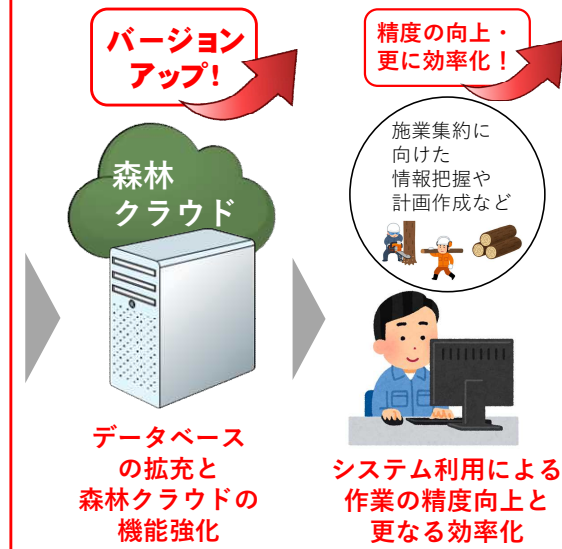 バージョン
アップ！
精度の向上・
更に効率化！
森林
クラウド
施業集約に
向けた
情報把握や
計画作成など
データベース
の拡充と
森林クラウドの
機能強化
システム利用による
作業の精度向上と
更なる効率化